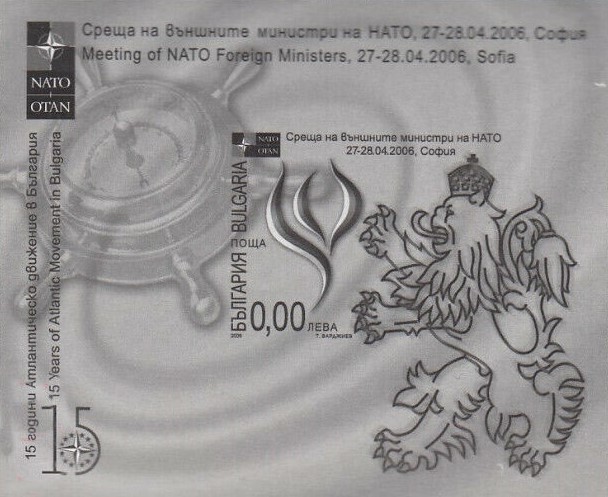 Среща на външните министри на НАТО, 27-28.04.2006, София
Meeting of NATO Foreign Ministers, 27-28.04.2006, Sofia
NATO
OTAN
15 години Атлантическо движение в България
15 Years of Atlantic Movement in Bulgaria
15
NATO
OTAN
Среща на външните министри на НАТО
27-28.04.2006, София
БЪЛГАРИЯ BULGARIA
ПОЩА
0,00 ЛЕВА
2006
Т. ВАРДЖИЕВ